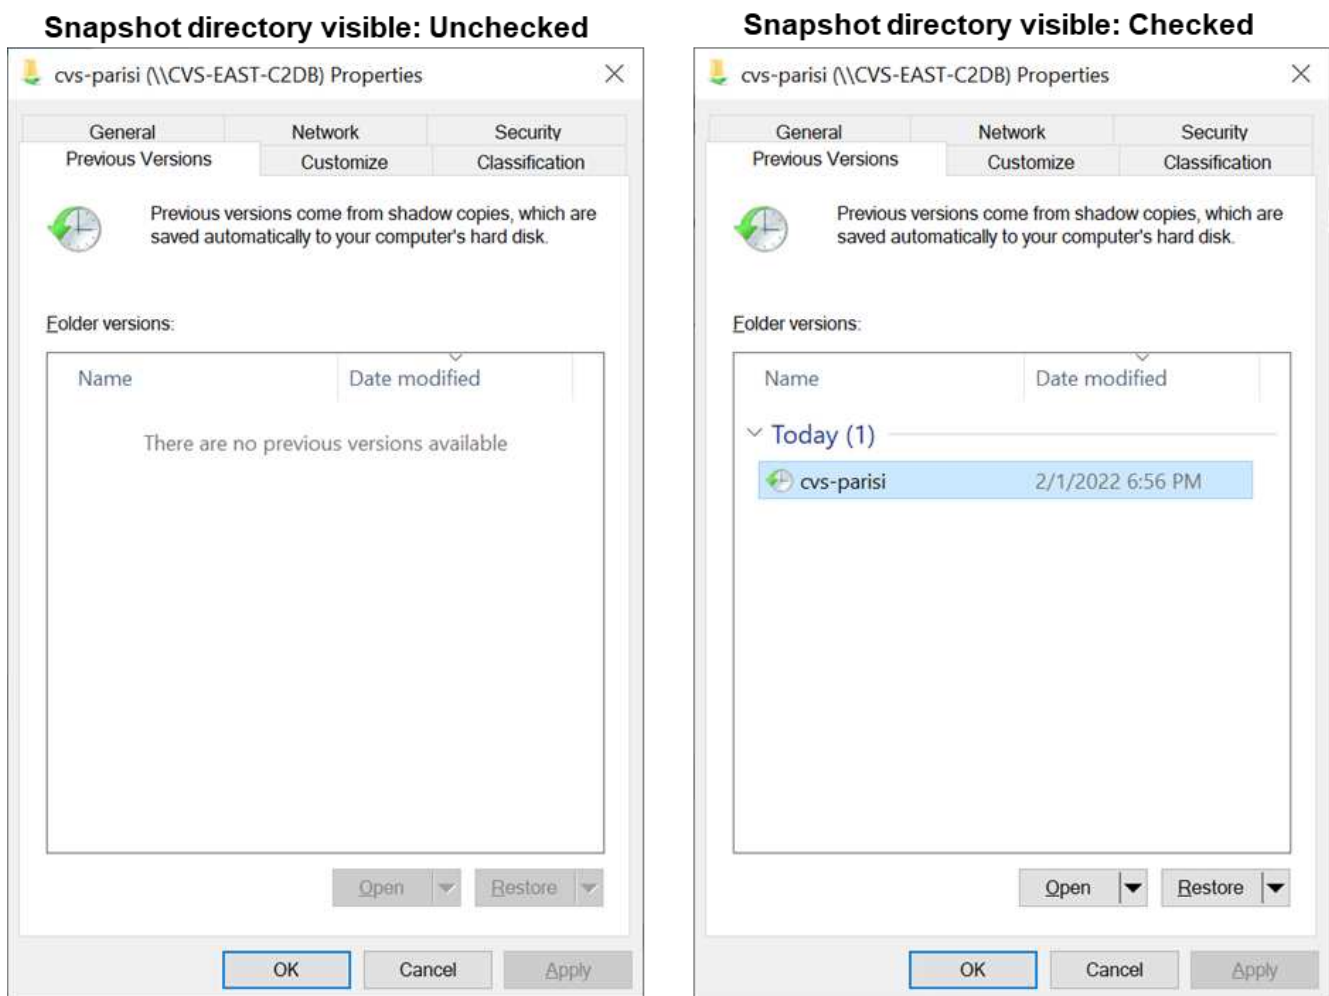 Snapshot directory visible: Unchecked
cvs-parisi (\\CVS-EAST-C2DB) Properties
General Network Security
Previous Versions Customize Classification
Previous versions come from shadow copies, which are
saved automatically to your computer's hard disk.
Folder versions:
Name Date modified
There are no previous versions available
Open Restore
OK Cancel Apply
Snapshot directory visible: Checked
cvs-parisi (\\CVS-EAST-C2DB) Properties
General Network Security
Previous Versions Customize Classification
Previous versions come from shadow copies, which are
saved automatically to your computer's hard disk.
Folder versions:
Name Date modified
Today (1)
cvs-parisi 2/1/2022 6:56 PM
Open Restore
OK Cancel Apply